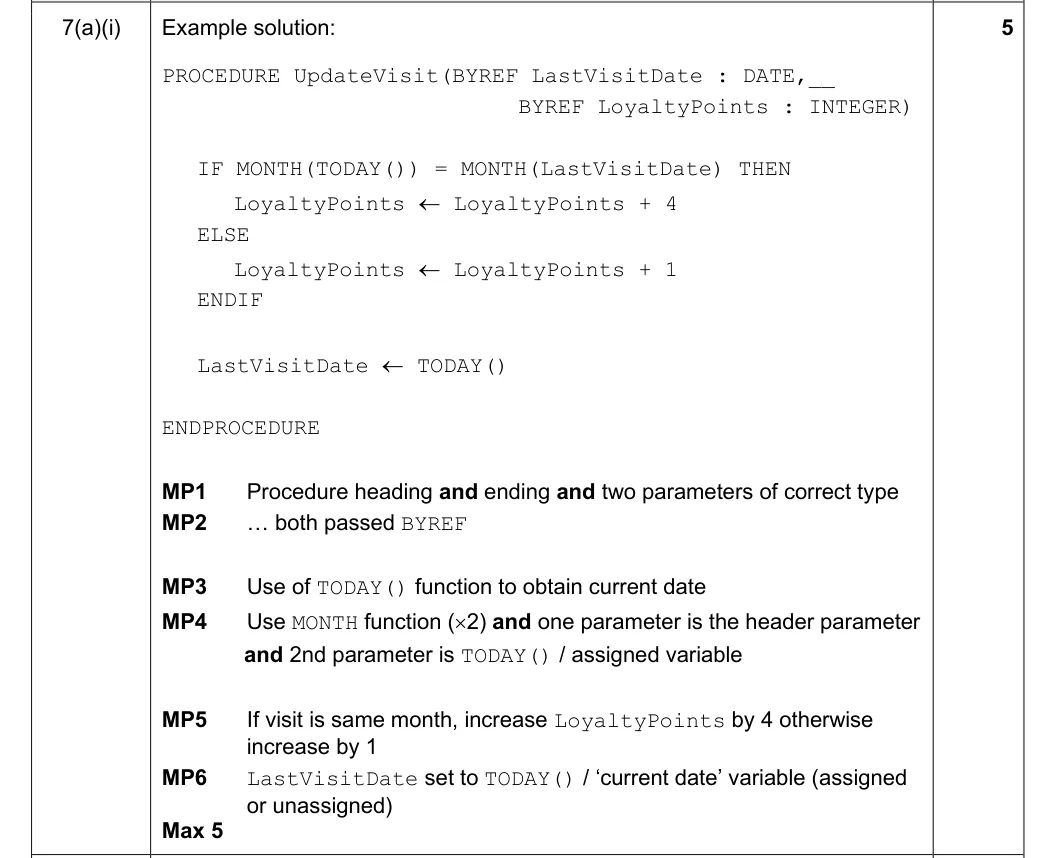 7(a)(i) Example solution: 5
PROCEDURE UpdateVisit(BYREF LastVisitDate : DATE,__
BYREF LoyaltyPoints : INTEGER)
IF MONTH(TODAY()) = MONTH(LastVisitDate) THEN
LoyaltyPoints ← LoyaltyPoints + 4
ELSE
LoyaltyPoints ← LoyaltyPoints + 1
ENDIF
LastVisitDate ← TODAY()
ENDPROCEDURE
MP1 Procedure heading and ending and two parameters of correct type
MP2 … both passed BYREF
MP3 Use of TODAY() function to obtain current date
MP4 Use MONTH function (×2) and one parameter is the header parameter
and 2nd parameter is TODAY() / assigned variable
MP5 If visit is same month, increase LoyaltyPoints by 4 otherwise
increase by 1
MP6 LastVisitDate set to TODAY() / ‘current date’ variable (assigned
or unassigned)
Max 5